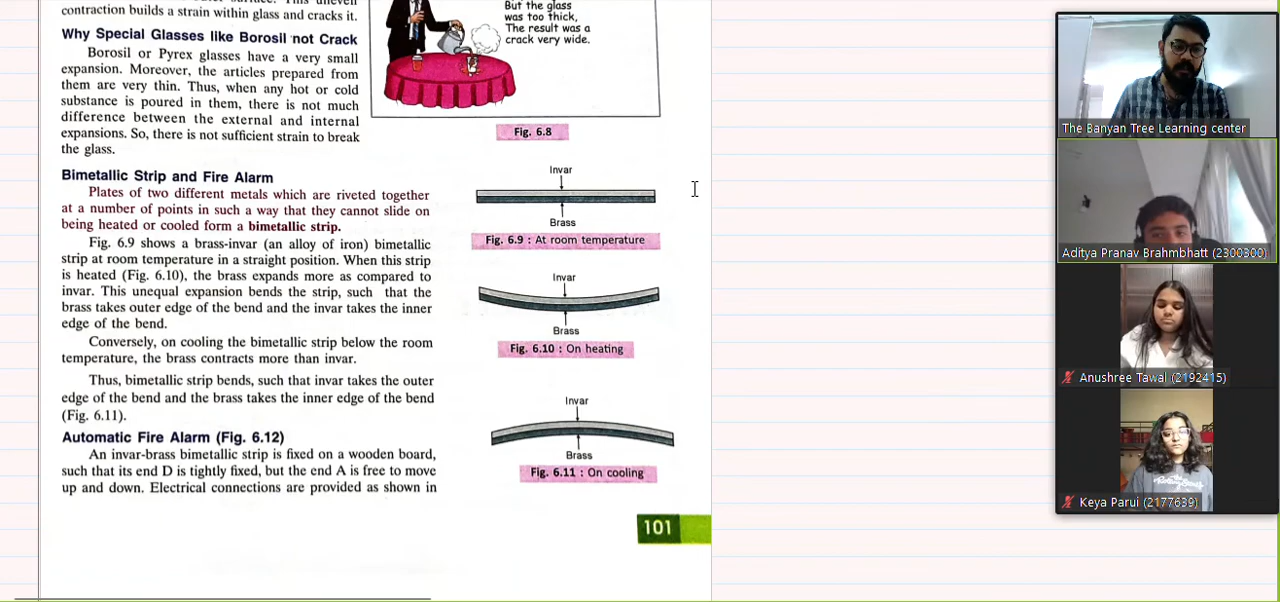 contraction builds a strain within glass and cracks it.
Why Special Glasses like Borosil not Crack
Borosil or Pyrex glasses have a very small
expansion. Moreover, the articles prepared from
them are very thin. Thus, when any hot or cold
substance is poured in them, there is not much
difference between the external and internal
expansions. So, there is not sufficient strain to break
the glass.
But the glass
was too thick,
The result was a
crack very wide.
Fig. 6.8
Bimetallic Strip and Fire Alarm
Plates of two different metals which are riveted together
at a number of points in such a way that they cannot slide on
being heated or cooled form a bimetallic strip.
Fig. 6.9 shows a brass-invar (an alloy of iron) bimetallic
strip at room temperature in a straight position. When this strip
is heated (Fig. 6.10), the brass expands more as compared to
invar. This unequal expansion bends the strip, such that the
brass takes outer edge of the bend and the invar takes the inner
edge of the bend.
Conversely, on cooling the bimetallic strip below the room
temperature, the brass contracts more than invar.
Thus, bimetallic strip bends, such that invar takes the outer
edge of the bend and the brass takes the inner edge of the bend
(Fig. 6.11).
Automatic Fire Alarm (Fig. 6.12)
An invar-brass bimetallic strip is fixed on a wooden board,
such that its end D is tightly fixed, but the end A is free to move
up and down. Electrical connections are provided as shown in
Invar
Brass
Fig. 6.9 : At room temperature
Invar
Brass
Fig. 6.10 : On heating
Invar
Brass
Fig. 6.11 : On cooling
101
The Banyan Tree Learning center
Aditya Pranav Brahmbhatt (2300300)
Anushree Tawal (2192415)
Keya Parui (2177639)